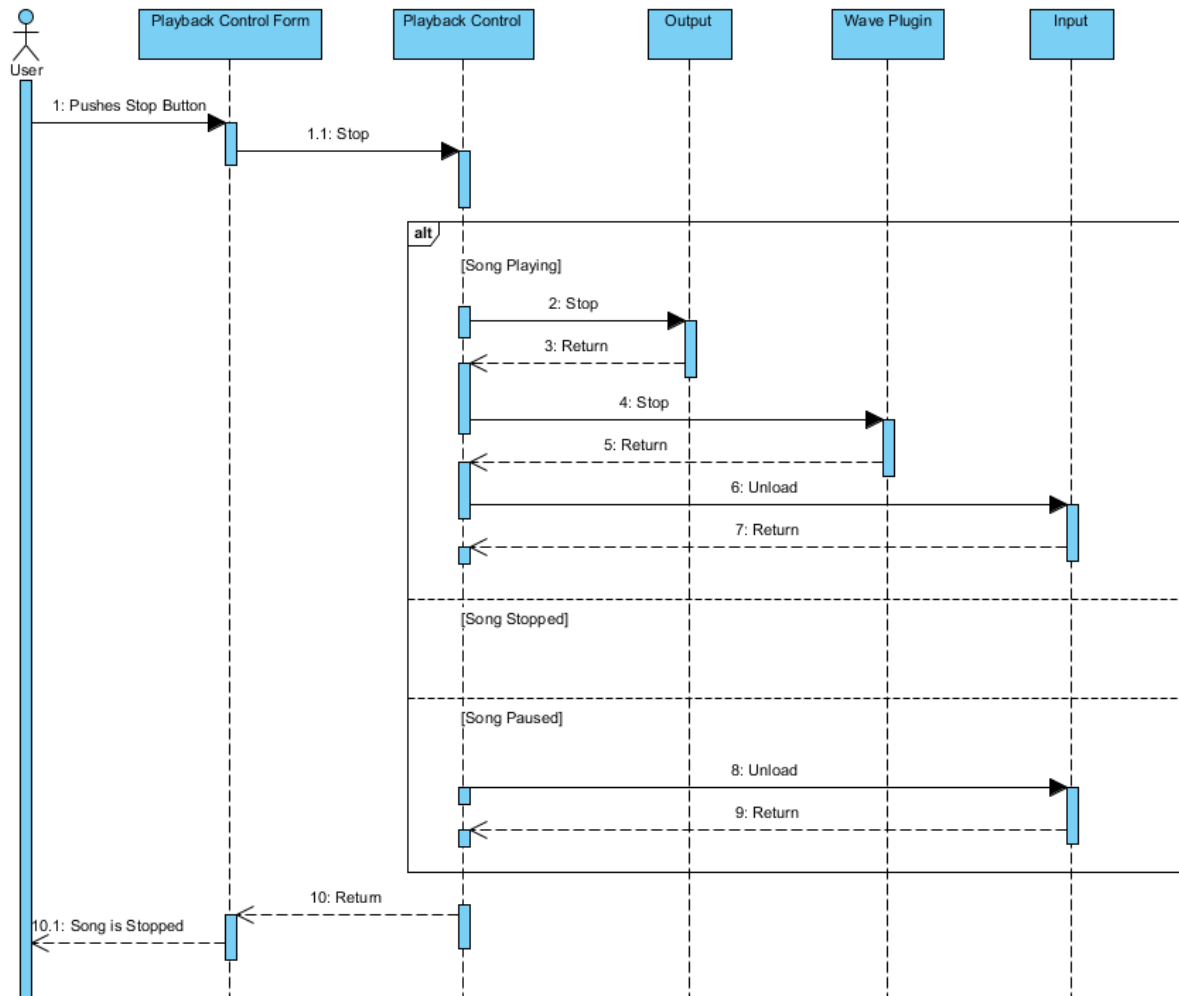 Playback Control Form
Playback Control
Output
Wave Plugin
Input
User
1: Pushes Stop Button
1.1: Stop
alt
[Song Playing]
2: Stop
3: Return
4: Stop
5: Return
6: Unload
7: Return
[Song Stopped]
[Song Paused]
8: Unload
9: Return
10: Return
10.1: Song is Stopped